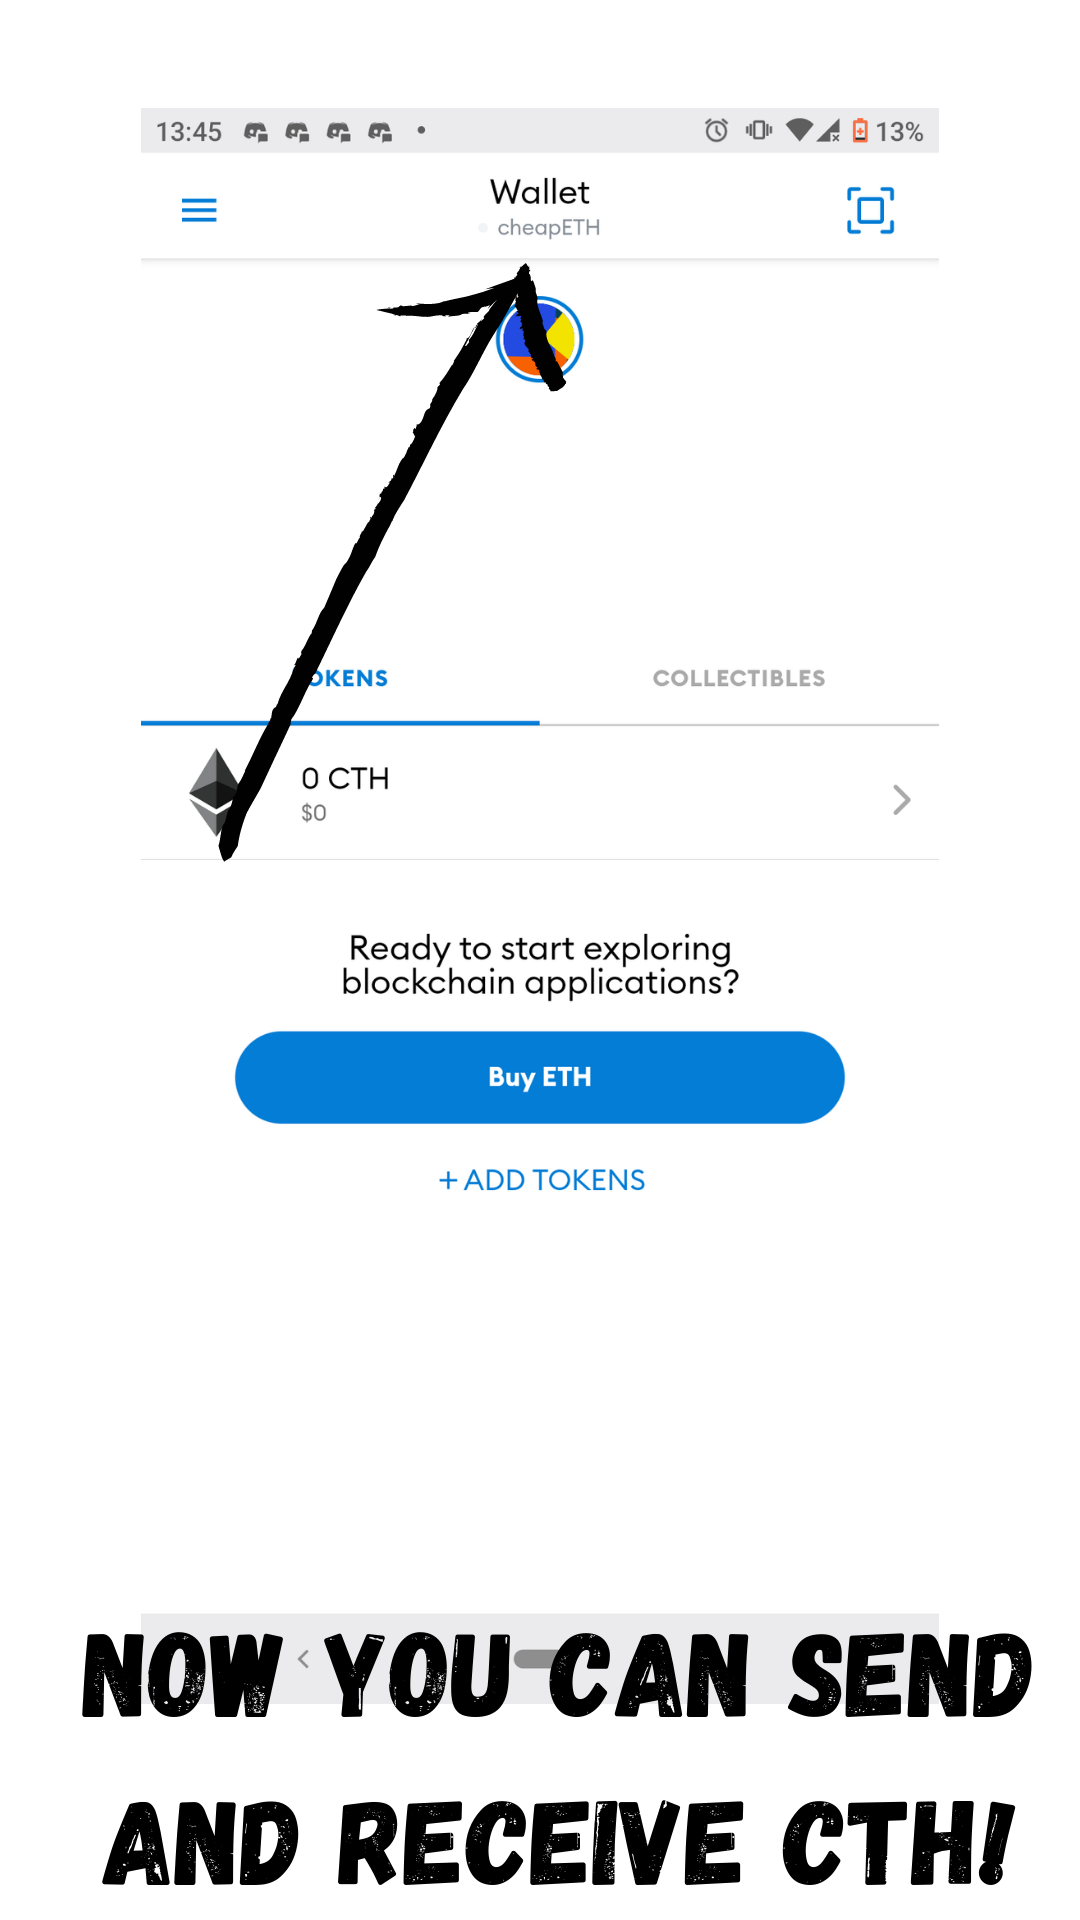 13:45
13%
Wallet
cheapETH
OKENS
COLLECTIBLES
0 CTH
$0
Ready to start exploring
blockchain applications?
Buy ETH
+ ADD TOKENS
NOW YOU CAN SEND
AND RECEIVE CTH!